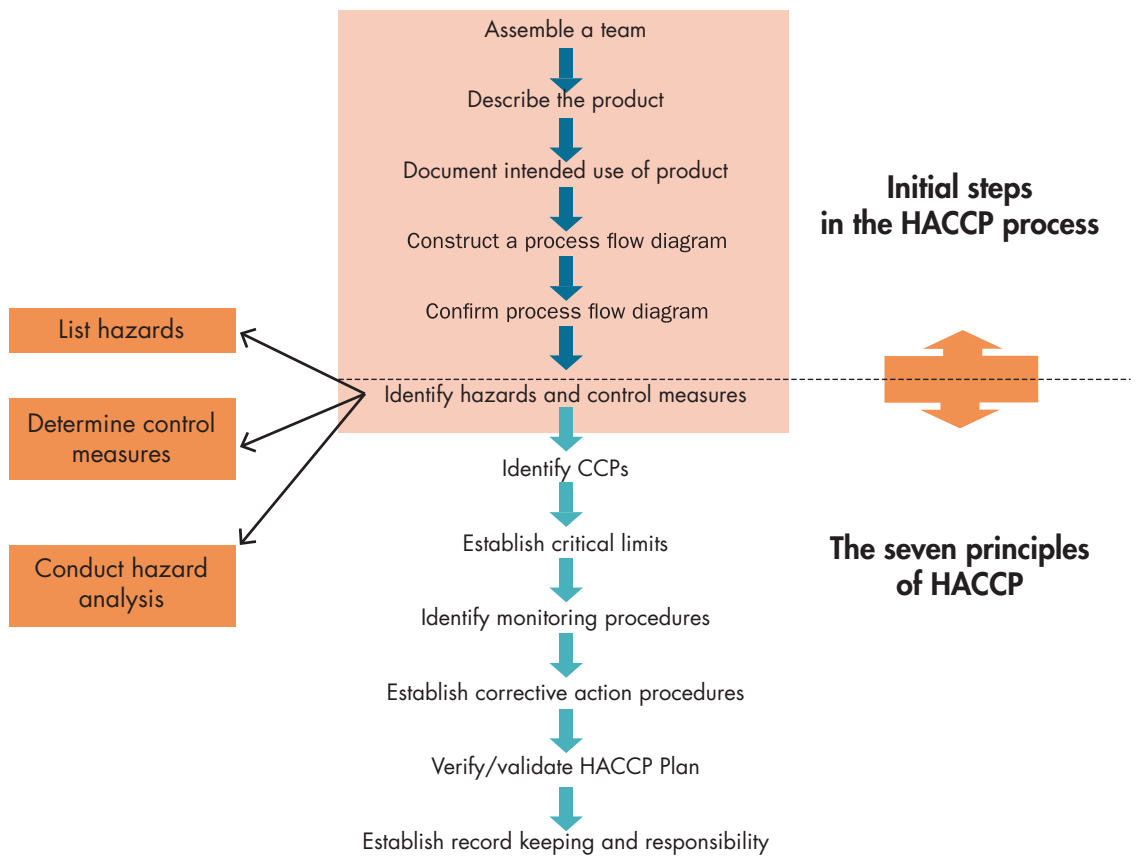 Assemble a team
Describe the product
Document intended use of product
Construct a process flow diagram
Confirm process flow diagram
Identify hazards and control measures
Identify CCPs
Establish critical limits
Identify monitoring procedures
Establish corrective action procedures
Verify/validate HACCP Plan
Establish record keeping and responsibility
List hazards
Determine control
measures
Conduct hazard
analysis
Initial steps
in the HACCP process
The seven principles
of HACCP